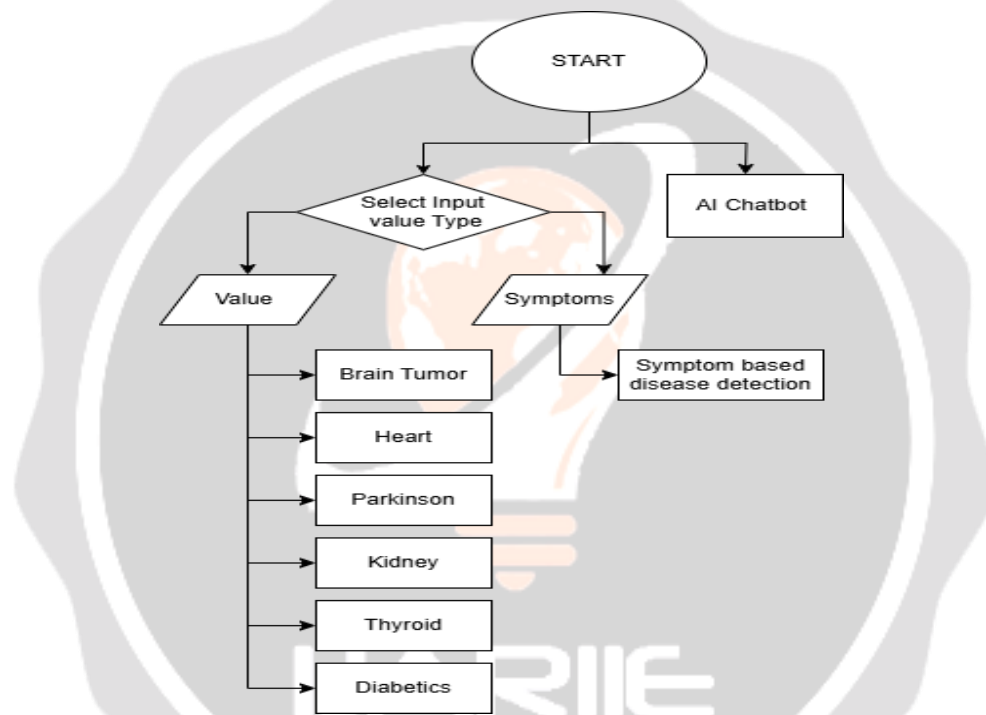 START
Select Input
value Type
AI Chatbot
Value
Symptoms
Brain Tumor
Symptom based
disease detection
Heart
Parkinson
Kidney
Thyroid
Diabetics